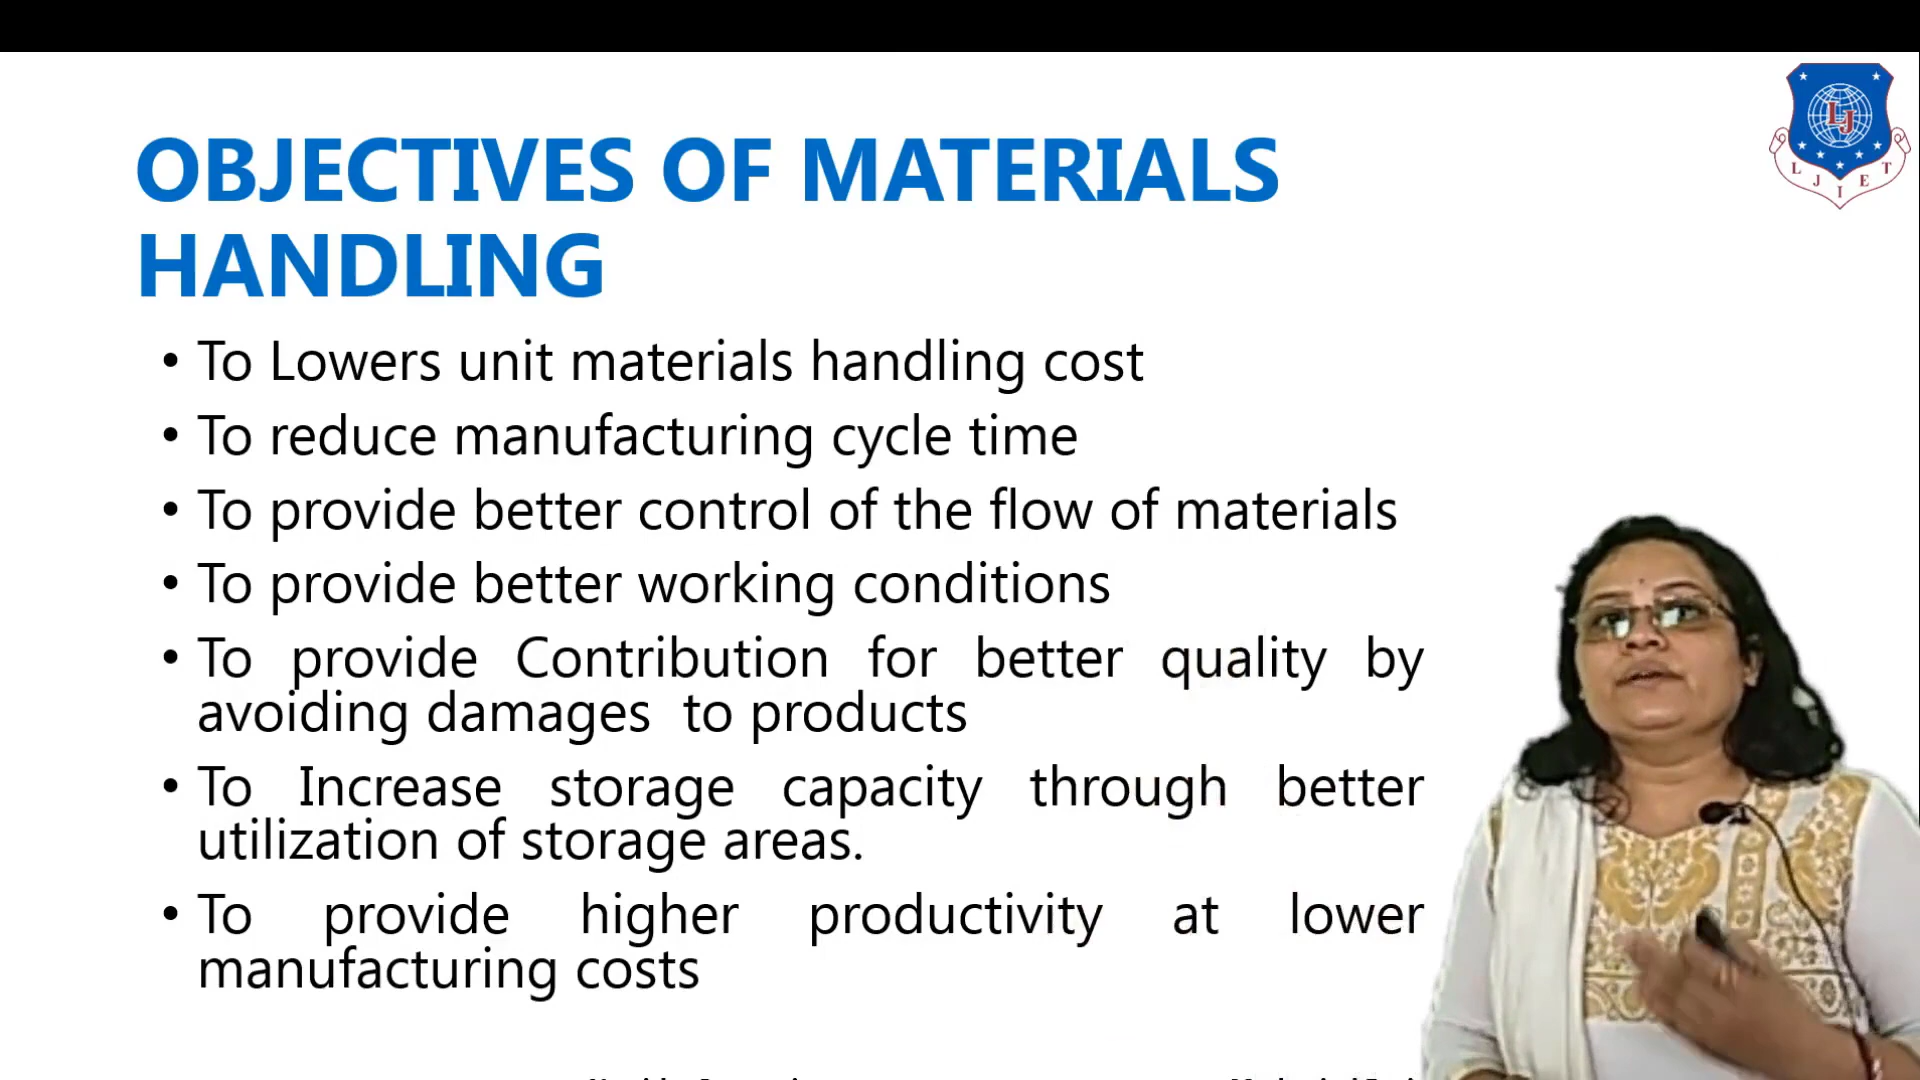 OBJECTIVES OF MATERIALS
HANDLING
LJ
LJIET
• To Lowers unit materials handling cost
• To reduce manufacturing cycle time
• To provide better control of the flow of materials
• To provide better working conditions
• To provide Contribution for better quality by
avoiding damages to products
• To Increase storage capacity through better
utilization of storage areas.
• To provide higher productivity at lower
manufacturing costs